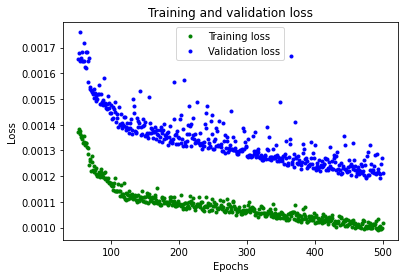 Training and validation loss
Training loss
Validation loss
0.0017
0.0016
0.0015
0.0014
0.0013
0.0012
0.0011
0.0010
Loss
100
200
300
400
500
Epochs